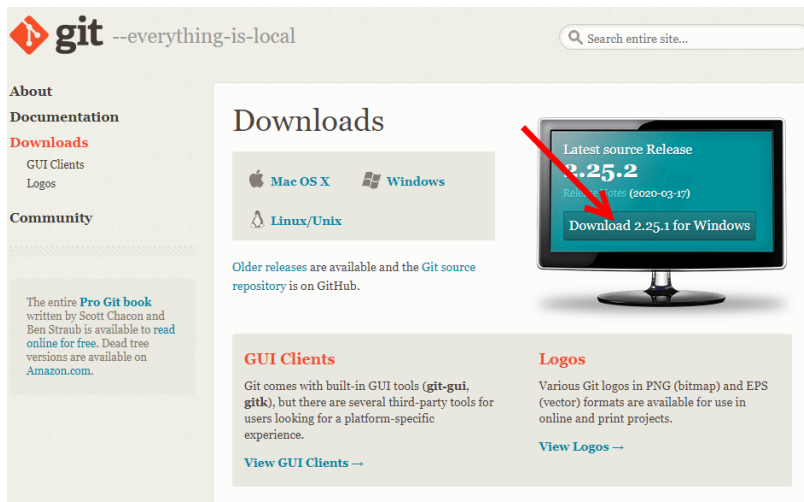 git --everything-is-local
Search entire site...
About
Documentation
Downloads
GUI Clients
Logos
Community
The entire Pro Git book
written by Scott Chacon and
Ben Straub is available to read
online for free. Dead tree
versions are available on
Amazon.com.
Downloads
Mac OS X
Windows
Linux/Unix
Older releases are available and the Git source
repository is on GitHub.
Latest source Release
2.25.2
Release Notes (2020-03-17)
Download 2.25.1 for Windows
GUI Clients
Git comes with built-in GUI tools (git-gui,
gitk), but there are several third-party tools for
users looking for a platform-specific
experience.
View GUI Clients →
Logos
Various Git logos in PNG (bitmap) and EPS
(vector) formats are available for use in
online and print projects.
View Logos →